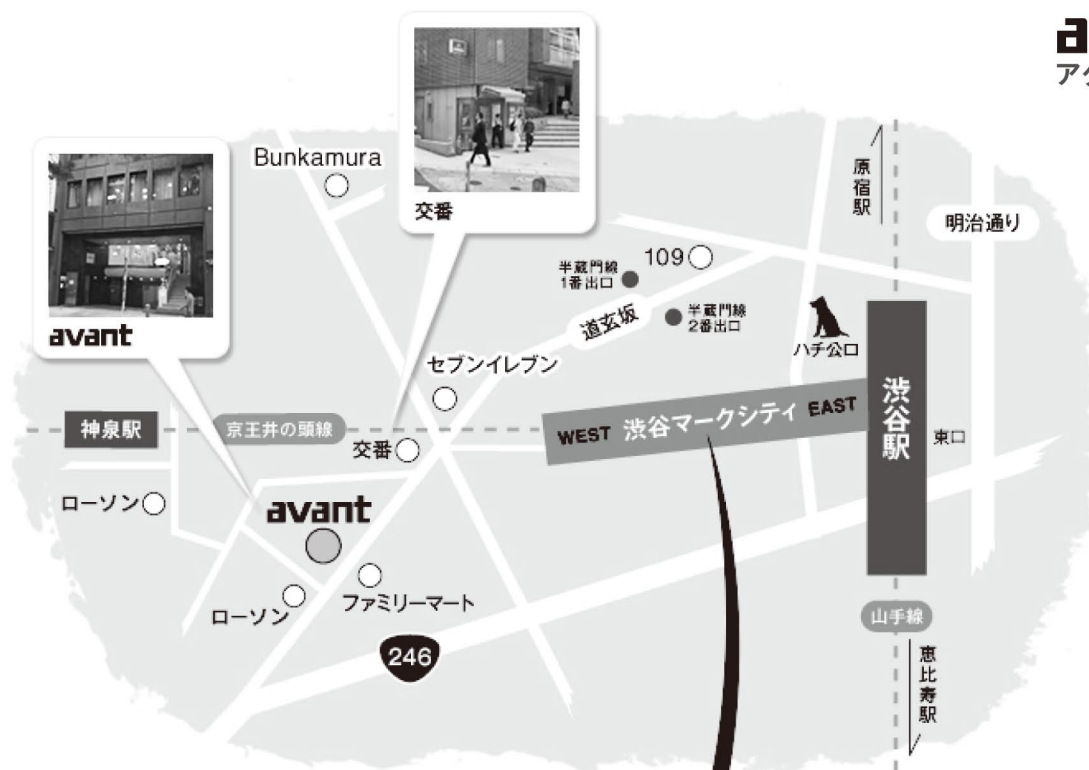 a
アク
Bunkamura
交番
avant
原宿駅
明治通り
109
半蔵門線
1番出口
半蔵門線
2番出口
道玄坂
ハチ公口
セブンイレブン
神泉駅
京王井の頭線
交番
WEST 渋谷マークシティ EAST
渋谷駅
東口
ローソン
avant
ローソン
ファミリーマート
246
山手線
恵比寿駅